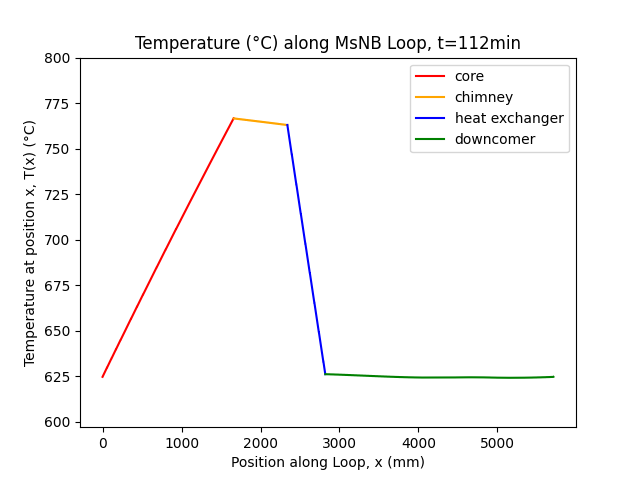 Temperature (°C) along MsNB Loop, t=112min
Temperature at position x, T(x) (°C)
800
775
750
725
700
675
650
625
600
core
chimney
heat exchanger
downcomer
0 1000 2000 3000 4000 5000
Position along Loop, x (mm)